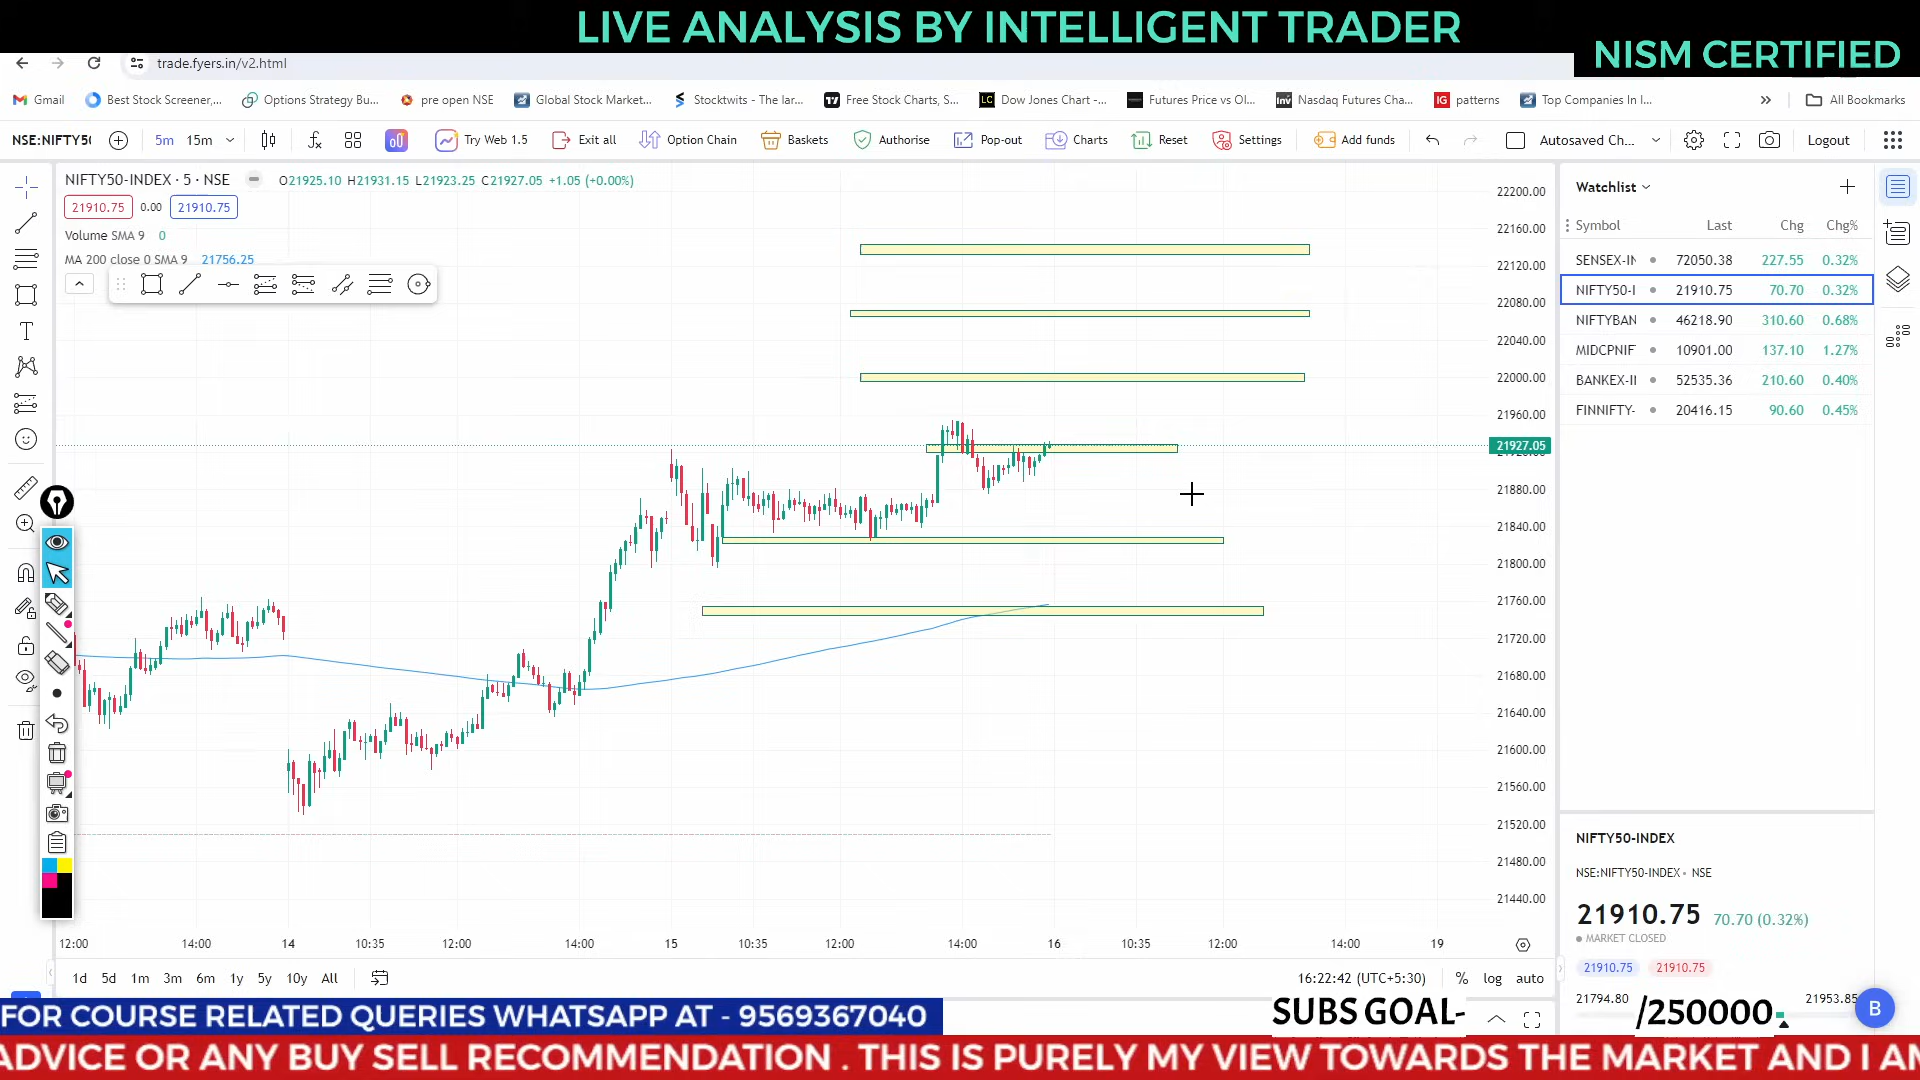 LIVE ANALYSIS BY INTELLIGENT TRADER
NISM CERTIFIED
trade.fyers.in/v2.html
Gmail Best Stock Screener,... Options Strategy Bu... pre open NSE Global Stock Market... Stocktwits - The lar... Free Stock Charts, S... Dow Jones Chart -... Futures Price vs Ol... Nasdaq Futures Cha... patterns Top Companies In I... All Bookmarks
NSE:NIFTY50 5m 15m Try Web 1.5 Exit all Option Chain Baskets Authorise Pop-out Charts Reset Settings Add funds Autosaved Ch... Logout
NIFTY50-INDEX · 5 · NSE O21925.10 H21931.15 L21923.25 C21927.05 +1.05 (+0.00%)
21910.75 0.00 21910.75
Volume SMA 9 0
MA 200 close 0 SMA 9 21756.25
22200.00
22160.00
22120.00
22080.00
22040.00
22000.00
21960.00
21927.05
21880.00
21840.00
21800.00
21760.00
21720.00
21680.00
21640.00
21600.00
21560.00
21520.00
21480.00
21440.00
12:00 14:00 14 10:35 12:00 14:00 15 10:35 12:00 14:00 16 10:35 12:00 14:00 19
1d 5d 1m 3m 6m 1y 5y 10y All 16:22:42 (UTC+5:30) % log auto
Watchlist
Symbol Last Chg Chg%
SENSEX-IN 72050.38 227.55 0.32%
NIFTY50-I 21910.75 70.70 0.32%
NIFTYBAN 46218.90 310.60 0.68%
MIDCPNIF 10901.00 137.10 1.27%
BANKEX-II 52535.36 210.60 0.40%
FINNIFTY- 20416.15 90.60 0.45%
NIFTY50-INDEX
NSE:NIFTY50-INDEX • NSE
21910.75 70.70 (0.32%)
MARKET CLOSED
21910.75 21910.75
21794.80 21953.85
B
FOR COURSE RELATED QUERIES WHATSAPP AT - 9569367040
SUBS GOAL-
/250000
ADVICE OR ANY BUY SELL RECOMMENDATION . THIS IS PURELY MY VIEW TOWARDS THE MARKET AND I AM